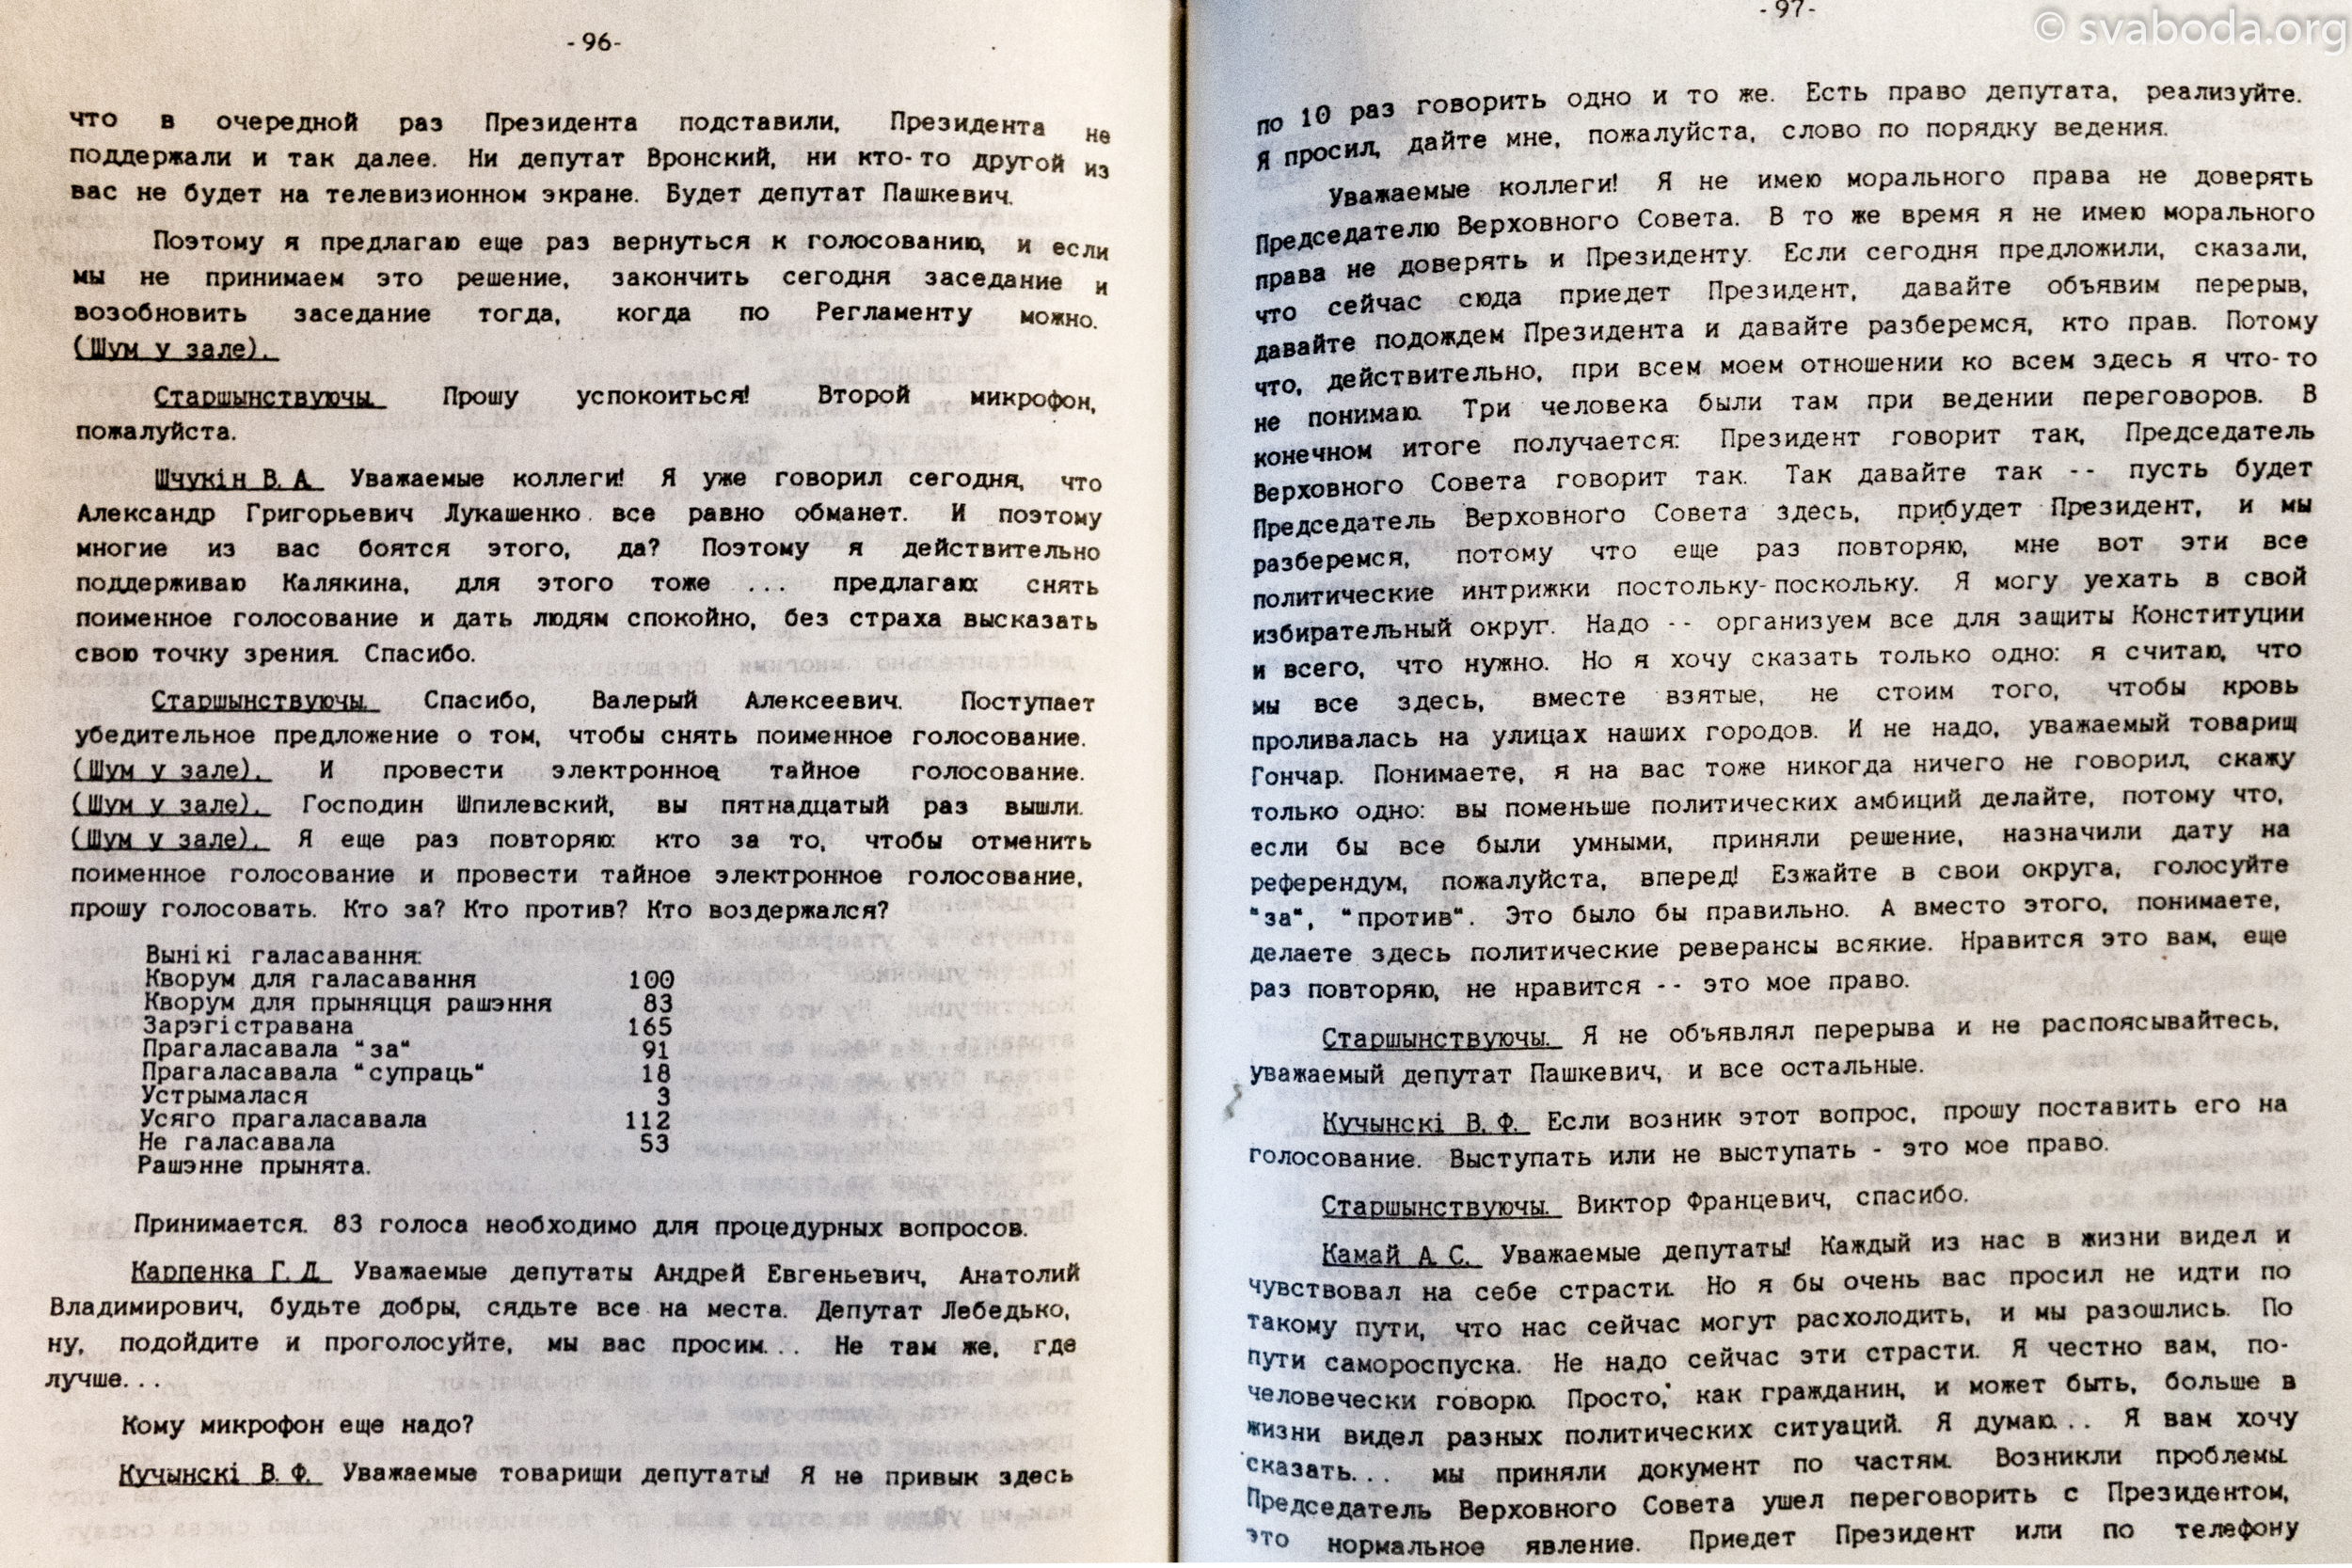 -96-
что в очередной раз Президента подставили, Президента не
поддержали и так далее. Ни депутат Вронский, ни кто-то другой из
вас не будет на телевизионном экране. Будет депутат Пашкевич.
Поэтому я предлагаю еще раз вернуться к голосованию, и если
мы не принимаем это решение, закончить сегодня заседание и
возобновить заседание тогда, когда по Регламенту можно.
(Шум у зале).
Старшынствуючы. Прошу успокоиться! Второй микрофон,
пожалуйста.
Шчукін В.А. Уважаемые коллеги! Я уже говорил сегодня, что
Александр Григорьевич Лукашенко все равно обманет. И поэтому
многие из вас боятся этого, да? Поэтому я действительно
поддерживаю Калякина, для этого тоже ... предлагаю снять
поименное голосование и дать людям спокойно, без страха высказать
свою точку зрения. Спасибо.
Старшынствуючы. Спасибо, Валерый Алексеевич. Поступает
убедительное предложение о том, чтобы снять поименное голосование.
(Шум у зале). И провести электронное тайное голосование.
(Шум у зале). Господин Шпилевский, вы пятнадцатый раз вышли.
(Шум у зале). Я еще раз повторяю: кто за то, чтобы отменить
поименное голосование и провести тайное электронное голосование,
прошу голосовать. Кто за? Кто против? Кто воздержался?
Вынікі галасавання:
Кворум для галасавання 100
Кворум для прыняцця рашэння 83
Зарэгістравана 165
Прагаласавала "за" 91
Прагаласавала "супраць" 18
Устрымалася 3
Усяго прагаласавала 112
Не галасавала 53
Рашэнне прынята.
Принимается. 83 голоса необходимо для процедурных вопросов.
Карпенка Г.Д. Уважаемые депутаты Андрей Евгеньевич, Анатолий
Владимирович, будьте добры, сядьте все на места. Депутат Лебедько,
ну, подойдите и проголосуйте, мы вас просим... Не там же, где
лучше...
Кому микрофон еще надо?
Кучынскі В.Ф. Уважаемые товарищи депутаты! Я не привык здесь
-97-
© svaboda.org
по 10 раз говорить одно и то же. Есть право депутата, реализуйте.
Я просил, дайте мне, пожалуйста, слово по порядку ведения.
Уважаемые коллеги! Я не имею морального права не доверять
Председателю Верховного Совета. В то же время я не имею морального
права не доверять и Президенту. Если сегодня предложили, сказали,
что сейчас сюда приедет Президент, давайте объявим перерыв,
давайте подождем Президента и давайте разберемся, кто прав. Потому
что, действительно, при всем моем отношении ко всем здесь я что-то
не понимаю. Три человека были там при ведении переговоров. В
конечном итоге получается: Президент говорит так, Председатель
Верховного Совета говорит так. Так давайте так -- пусть будет
Председатель Верховного Совета здесь, прибудет Президент, и мы
разберемся, потому что еще раз повторяю, мне вот эти все
политические интрижки постольку-поскольку. Я могу уехать в свой
избирательный округ. Надо -- организуем все для защиты Конституции
и всего, что нужно. Но я хочу сказать только одно: я считаю, что
мы все здесь, вместе взятые, не стоим того, чтобы кровь
проливалась на улицах наших городов. И не надо, уважаемый товарищ
Гончар. Понимаете, я на вас тоже никогда ничего не говорил, скажу
только одно: вы поменьше политических амбиций делайте, потому что,
если бы все были умными, приняли решение, назначили дату на
референдум, пожалуйста, вперед! Езжайте в свои округа, голосуйте
"за", "против". Это было бы правильно. А вместо этого, понимаете,
делаете здесь политические реверансы всякие. Нравится это вам, еще
раз повторяю, не нравится -- это мое право.
Старшынствуючы. Я не объявлял перерыва и не распоясывайтесь,
уважаемый депутат Пашкевич, и все остальные.
Кучынскі В.Ф. Если возник этот вопрос, прошу поставить его на
голосование. Выступать или не выступать - это мое право.
Старшынствуючы. Виктор Францевич, спасибо.
Камай А.С. Уважаемые депутаты! Каждый из нас в жизни видел и
чувствовал на себе страсти. Но я бы очень вас просил не идти по
такому пути, что нас сейчас могут расхолодить, и мы разошлись. По
пути самороспуска. Не надо сейчас эти страсти. Я честно вам, по-
человечески говорю. Просто, как гражданин, и может быть, больше в
жизни видел разных политических ситуаций. Я думаю... Я вам хочу
сказать... мы приняли документ по частям. Возникли проблемы.
Председатель Верховного Совета ушел переговорить с Президентом,
это нормальное явление. Приедет Президент или по телефону